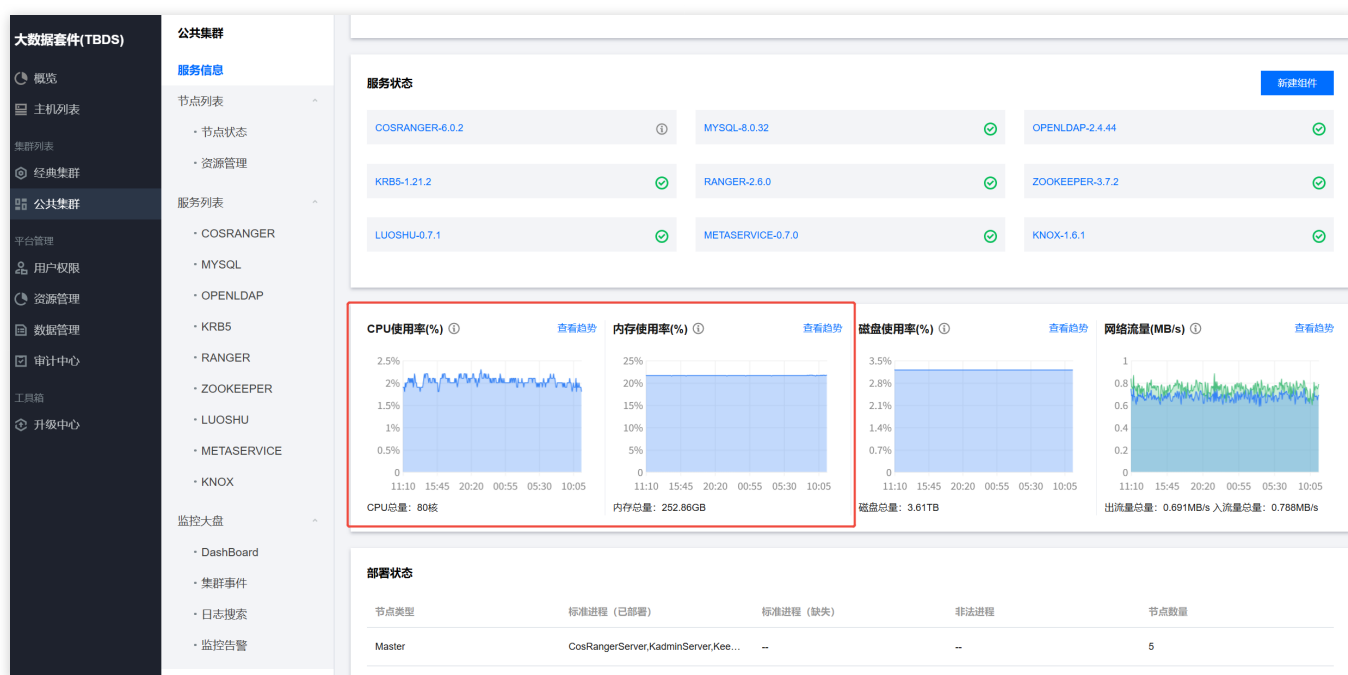 大数据套件(TBDS)
概览
主机列表
集群列表
经典集群
公共集群
平台管理
用户权限
资源管理
数据管理
审计中心
工具箱
升级中心
公共集群
服务信息
节点列表
· 节点状态
· 资源管理
服务列表
· COSRANGER
· MYSQL
· OPENLDAP
· KRB5
· RANGER
· ZOOKEEPER
· LUOSHU
· METASERVICE
· KNOX
监控大盘
· DashBoard
· 集群事件
· 日志搜索
· 监控告警
服务状态
新建组件
COSRANGER-6.0.2
MYSQL-8.0.32
OPENLDAP-2.4.44
KRB5-1.21.2
RANGER-2.6.0
ZOOKEEPER-3.7.2
LUOSHU-0.7.1
METASERVICE-0.7.0
KNOX-1.6.1
CPU使用率(%) 查看趋势
2.5%
2%
1.5%
1%
0.5%
0
11:10 15:45 20:20 00:55 05:30 10:05
CPU总量：80核
内存使用率(%) 查看趋势
25%
20%
15%
10%
5%
0
11:10 15:45 20:20 00:55 05:30 10:05
内存总量：252.86GB
磁盘使用率(%) 查看趋势
3.5%
2.8%
2.1%
1.4%
0.7%
0
11:10 15:45 20:20 00:55 05:30 10:05
磁盘总量：3.61TB
网络流量(MB/s) 查看趋势
1
0.8
0.6
0.4
0.2
0
11:10 15:45 20:20 00:55 05:30 10:05
出流量总量：0.691MB/s 入流量总量：0.788MB/s
部署状态
节点类型 标准进程（已部署） 标准进程（缺失） 非法进程 节点数量
Master CosRangerServer,KadminServer,Kee... -- -- 5